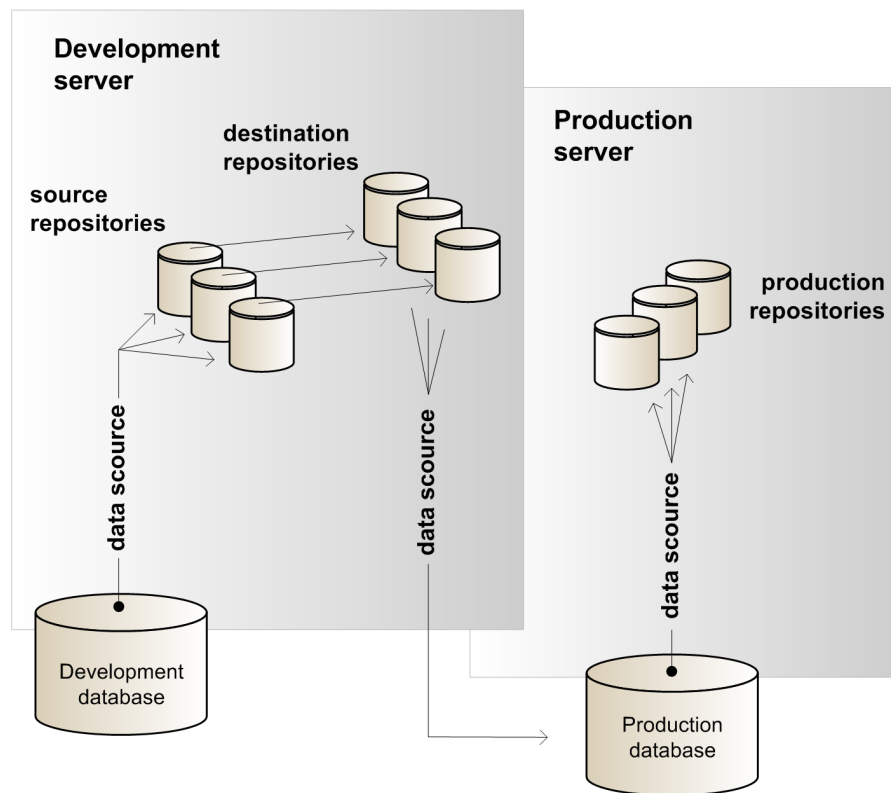 Development
server
destination
repositories
source
repositories
data scource
data scource
Development
database
Production
server
production
repositories
data scource
Production
database